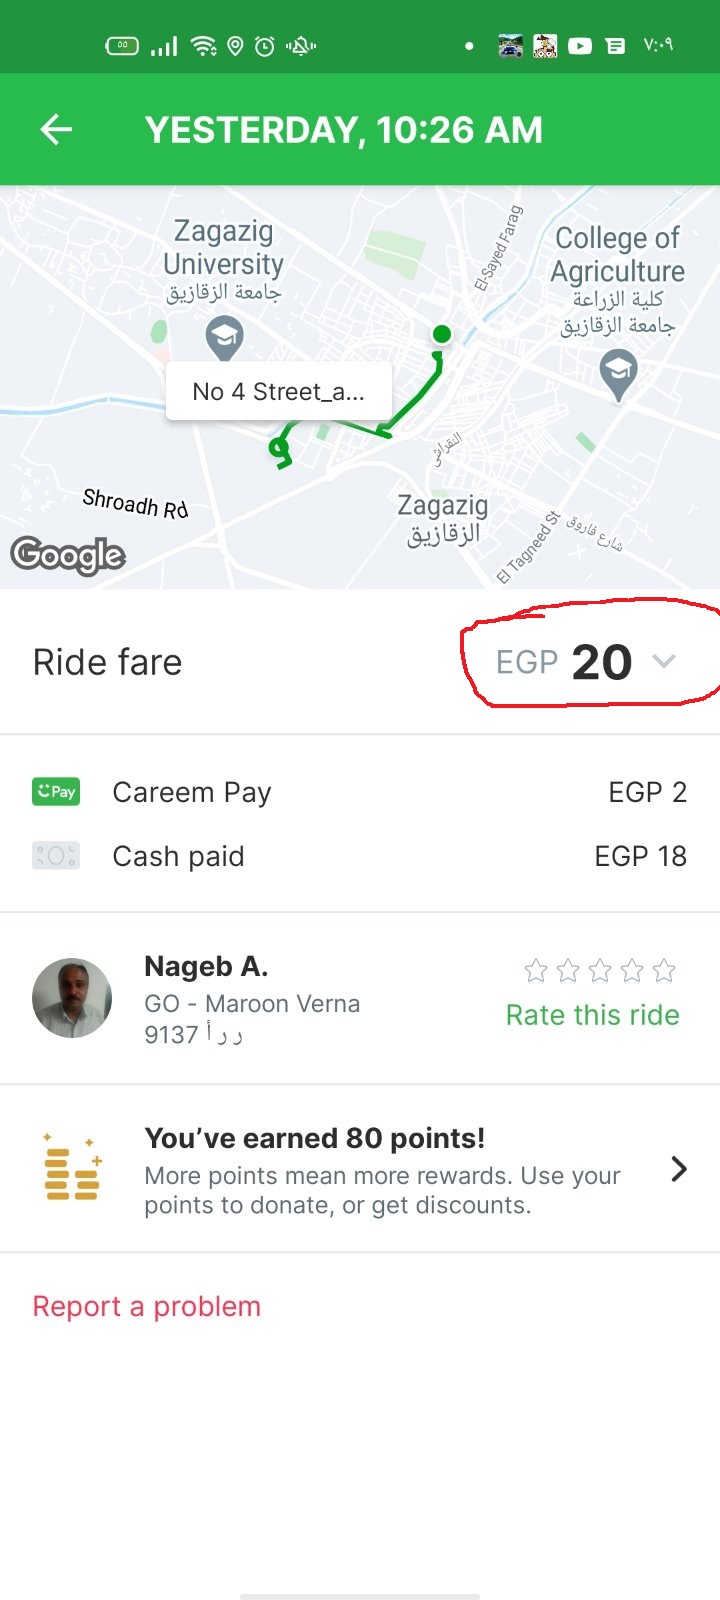 ٧:٠٩
YESTERDAY, 10:26 AM
Zagazig
University
جامعة الزقازيق
El-Sayed Farag
College of
Agriculture
كلية الزراعة
جامعة الزقازيق
No 4 Street_a...
النقراشي
Shroadh Rd
Zagazig
الزقازيق
El Tagneed St
شارع فاروق
Google
Ride fare
EGP 20
Pay
Careem Pay
EGP 2
Cash paid
EGP 18
Nageb A.
GO - Maroon Verna
9137 ر ر أ
Rate this ride
You’ve earned 80 points!
More points mean more rewards. Use your
points to donate, or get discounts.
Report a problem